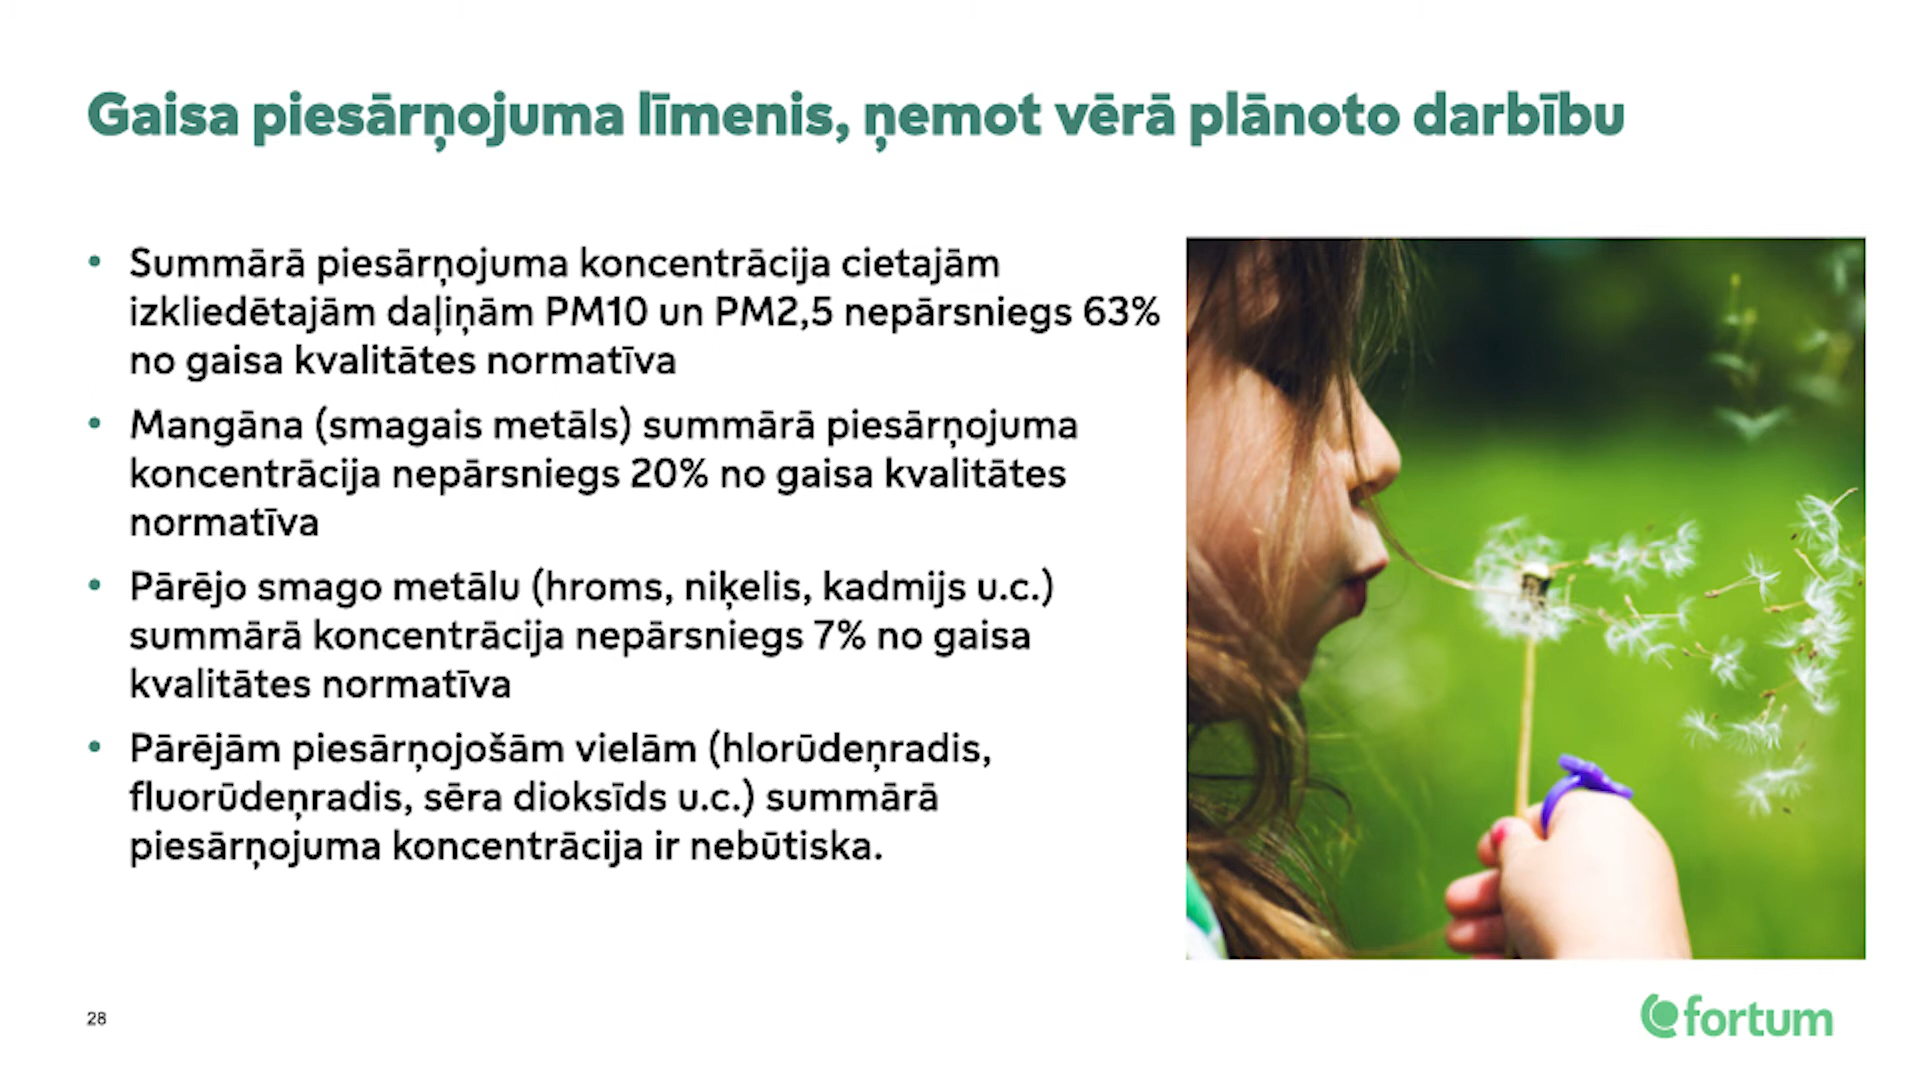 Gaisa piesārņojuma līmenis, ņemot vērā plānoto darbību
• Summārā piesārņojuma koncentrācija cietajām
izkliedētajām daļiņām PM10 un PM2,5 nepārsniegs 63%
no gaisa kvalitātes normatīva
• Mangāna (smagais metāls) summārā piesārņojuma
koncentrācija nepārsniegs 20% no gaisa kvalitātes
normatīva
• Pārējo smago metālu (hroms, niķelis, kadmijs u.c.)
summārā koncentrācija nepārsniegs 7% no gaisa
kvalitātes normatīva
• Pārējām piesārņojošām vielām (hlorūdeņradis,
fluorūdeņradis, sēra dioksīds u.c.) summārā
piesārņojuma koncentrācija ir nebūtiska.
28
fortum